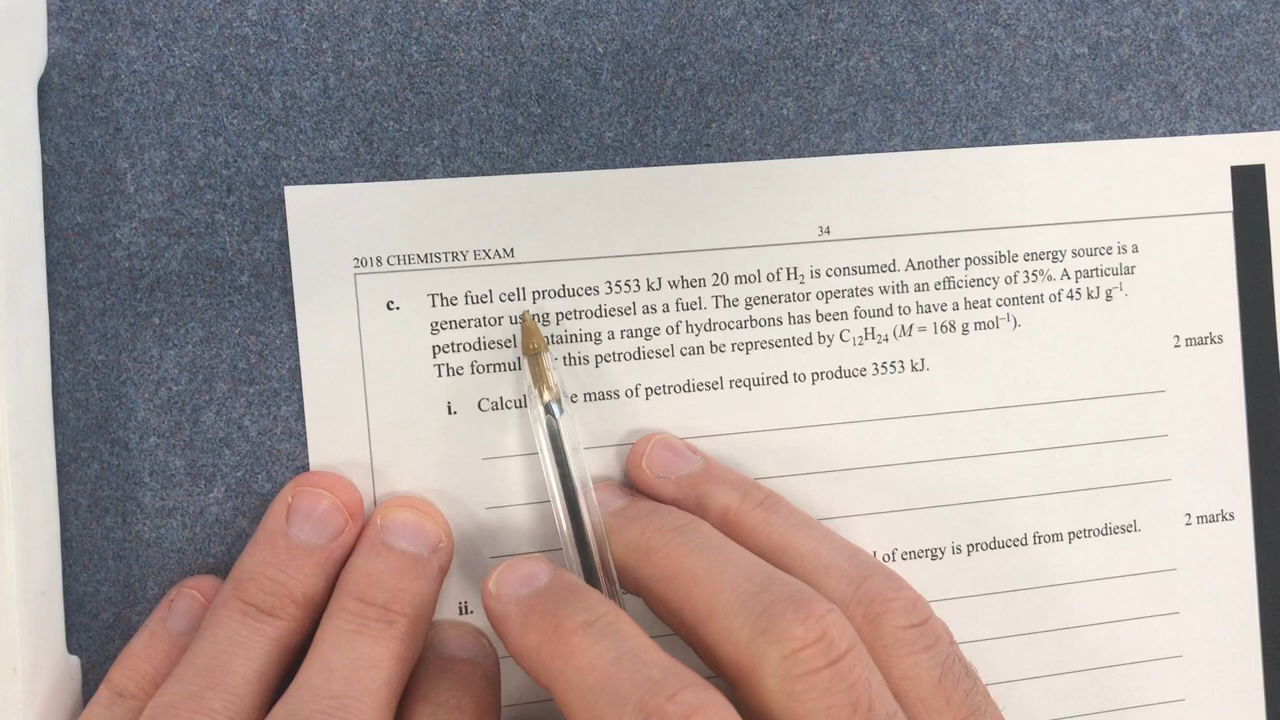 34
2018 CHEMISTRY EXAM
c. The fuel cell produces 3553 kJ when 20 mol of H₂ is consumed. Another possible energy source is a
generator using petrodiesel as a fuel. The generator operates with an efficiency of 35%. A particular
petrodiesel containing a range of hydrocarbons has been found to have a heat content of 45 kJ g⁻¹.
The formul this petrodiesel can be represented by C₁₂H₂₄ (M = 168 g mol⁻¹).
i. Calcul e mass of petrodiesel required to produce 3553 kJ.
2 marks
of energy is produced from petrodiesel.
2 marks
ii.